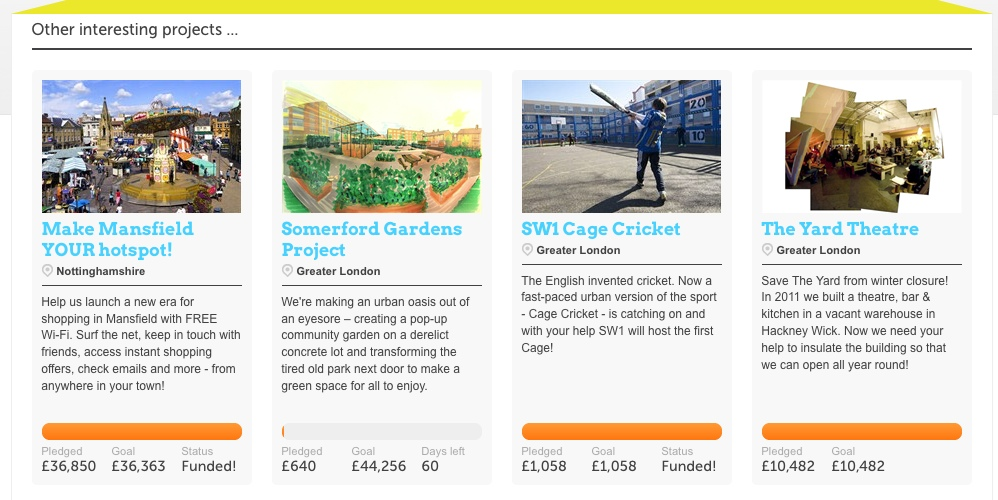 Other interesting projects ...
Make Mansfield
YOUR hotspot!
Nottinghamshire
Help us launch a new era for
shopping in Mansfield with FREE
Wi-Fi. Surf the net, keep in touch with
friends, access instant shopping
offers, check emails and more - from
anywhere in your town!
Pledged Goal Status
£36,850 £36,363 Funded!
Somerford Gardens
Project
Greater London
We're making an urban oasis out of
an eyesore – creating a pop-up
community garden on a derelict
concrete lot and transforming the
tired old park next door to make a
green space for all to enjoy.
Pledged Goal Days left
£640 £44,256 60
20
10
SW1 Cage Cricket
Greater London
The English invented cricket. Now a
fast-paced urban version of the sport
- Cage Cricket - is catching on and
with your help SW1 will host the first
Cage!
Pledged Goal Status
£1,058 £1,058 Funded!
The Yard Theatre
Greater London
Save The Yard from winter closure!
In 2011 we built a theatre, bar &
kitchen in a vacant warehouse in
Hackney Wick. Now we need your
help to insulate the building so that
we can open all year round!
Pledged Goal
£10,482 £10,482